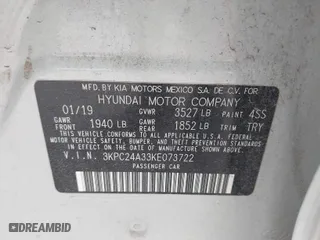 MFD.BY KIA MOTORS MEXICO S.A. DE C.V. FOR
HYUNDAI MOTOR COMPANY
01/19 GVWR 3527 LB PAINT 4SS
GAWR FRONT 1940 LB GAWR REAR 1852 LB TRIM TRY
THIS VEHICLE CONFORMS TO ALL APPLICABLE FEDERAL MOTOR VEHICLE
SAFETY, BUMPER, AND THEFT PREVENTION STANDARDS IN
EFFECT ON THE DATE OF MANUFACTURE SHOWN ABOVE.
V.I.N. 3KPC24A33KE073722
PASSENGER CAR
© DEALERSHIP.COM